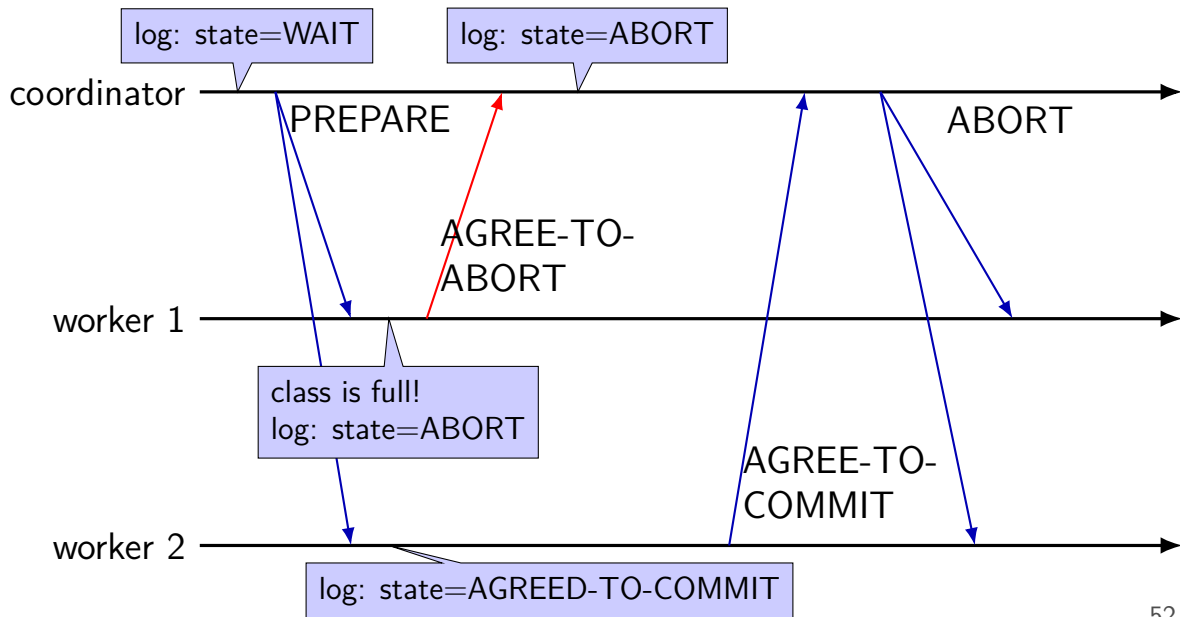 log: state=WAIT
log: state=ABORT
coordinator
PREPARE
ABORT
AGREE-TO-
ABORT
worker 1
class is full!
log: state=ABORT
AGREE-TO-
COMMIT
worker 2
log: state=AGREED-TO-COMMIT
52